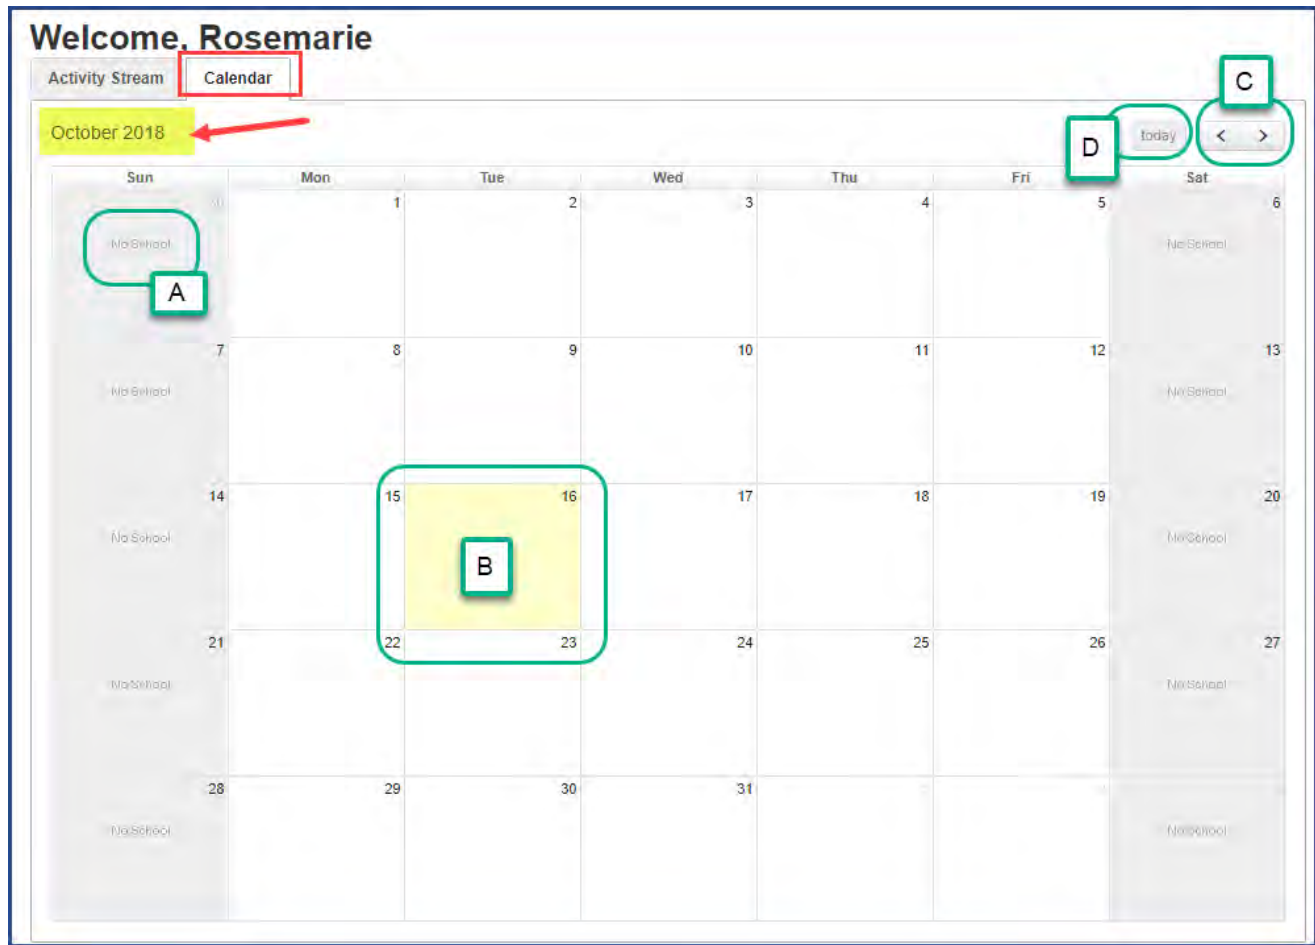 Welcome, Rosemarie
Activity Stream Calendar
C
October 2018
D
today < >
Sun Mon Tue Wed Thu Fri Sat
30 1 2 3 4 5 6
No School No School
A
7 8 9 10 11 12 13
No School No School
14 15 16 17 18 19 20
No School B No School
21 22 23 24 25 26 27
No School No School
28 29 30 31
No School No School